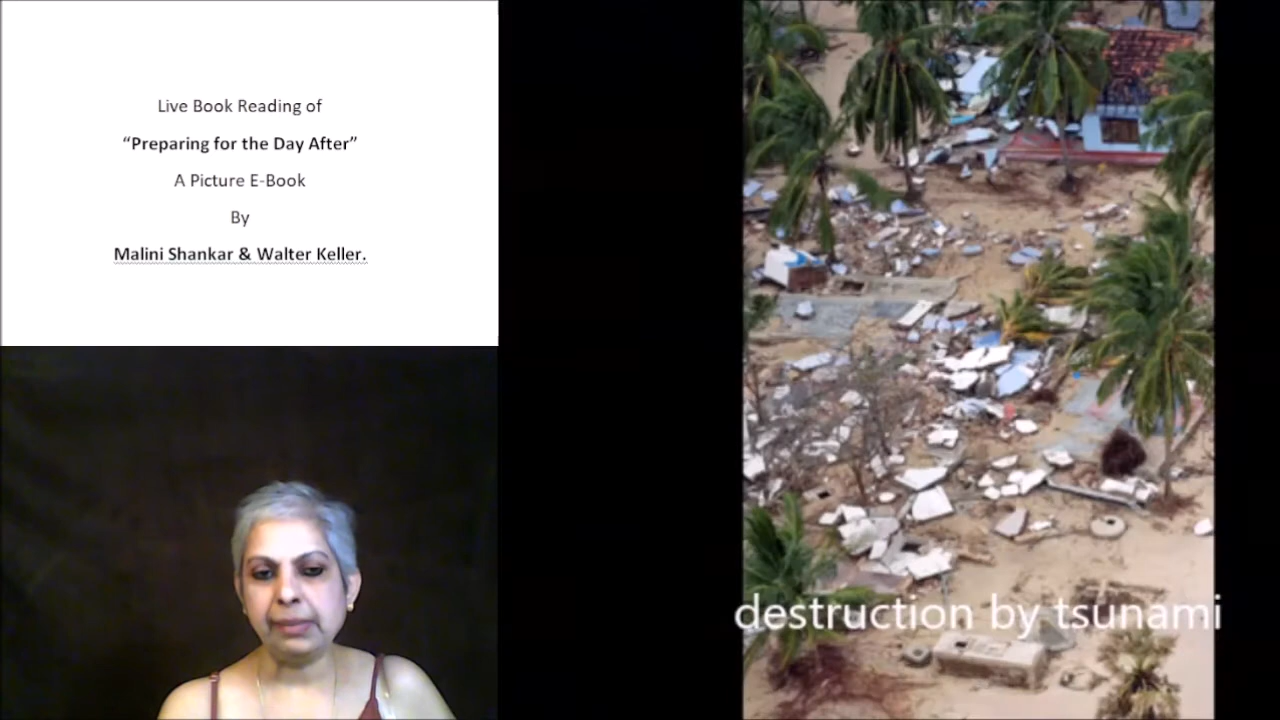 Live Book Reading of
“Preparing for the Day After”
A Picture E-Book
By
Malini Shankar & Walter Keller.
destruction by tsunami